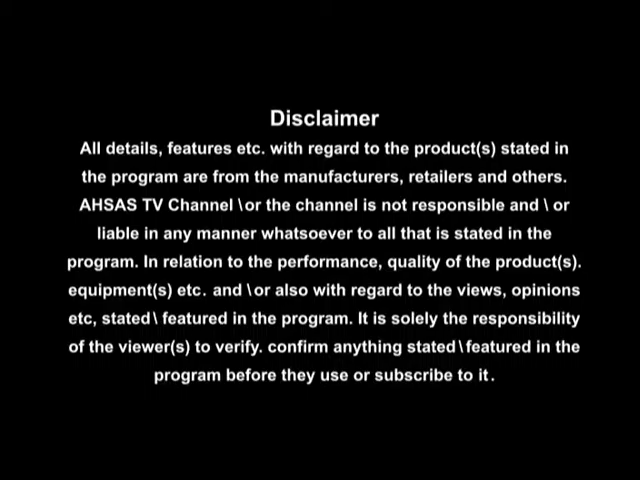 Disclaimer
All details, features etc. with regard to the product(s) stated in
the program are from the manufacturers, retailers and others.
AHSAS TV Channel \or the channel is not responsible and \ or
liable in any manner whatsoever to all that is stated in the
program. In relation to the performance, quality of the product(s).
equipment(s) etc. and \or also with regard to the views, opinions
etc, stated\ featured in the program. It is solely the responsibility
of the viewer(s) to verify. confirm anything stated\featured in the
program before they use or subscribe to it.